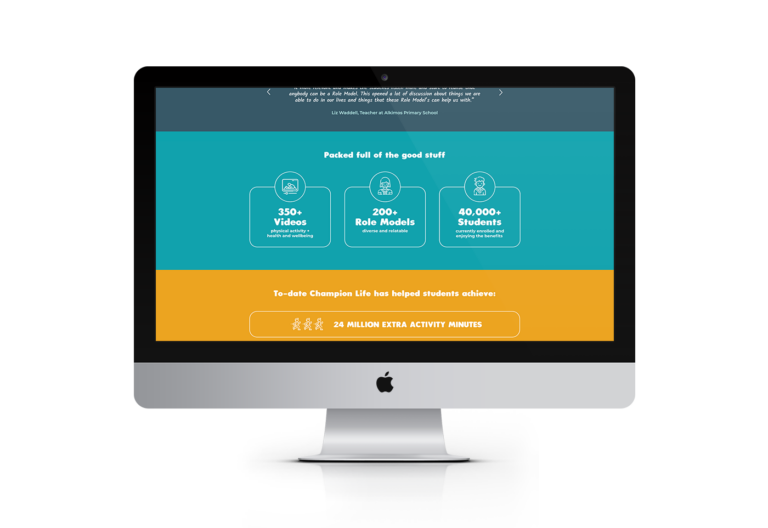 anybody can be a Role Model. This opened a lot of discussion about things we are
able to do in our lives and things that these Role Model's can help us with."
Liz Waddell, Teacher at Alkimos Primary School
Packed full of the good stuff
350+
Videos
physical activity +
health and wellbeing
200+
Role Models
diverse and relatable
40,000+
Students
currently enrolled and
enjoying the benefits
To-date Champion Life has helped students achieve:
24 MILLION EXTRA ACTIVITY MINUTES